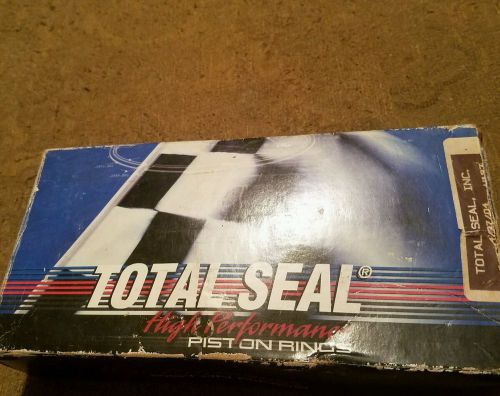 TOTAL SEAL®
High Performance
PISTON RINGS
TOTAL SEAL, INC.